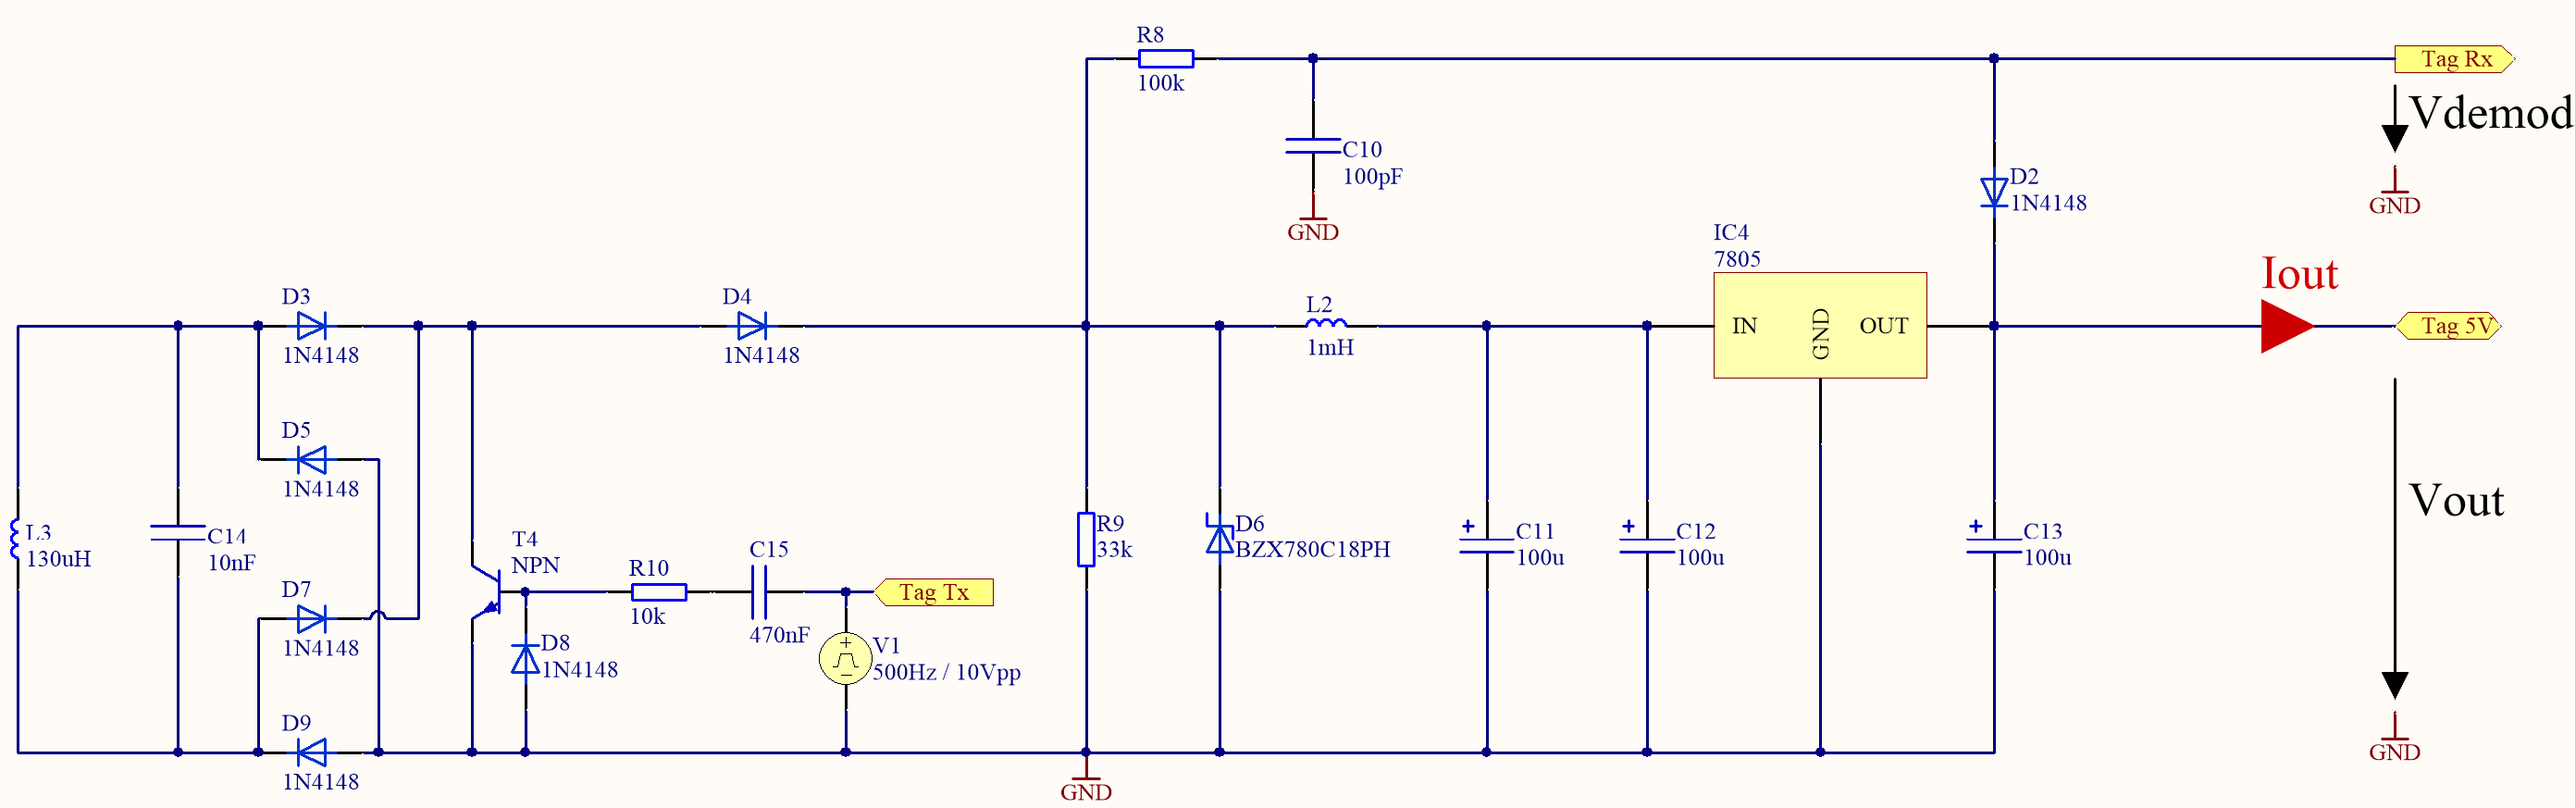 R8
100k
Tag Rx
Vdemod
C10
100pF
GND
D2
1N4148
GND
IC4
7805
Iout
D3
1N4148
D4
1N4148
L2
1mH
IN
GND
OUT
Tag 5V
D5
1N4148
L3
130uH
C14
10nF
T4
NPN
R10
10k
C15
470nF
Tag Tx
R9
33k
D6
BZX780C18PH
+
C11
100u
+
C12
100u
+
C13
100u
Vout
D7
1N4148
D8
1N4148
+
−
V1
500Hz / 10Vpp
D9
1N4148
GND
GND